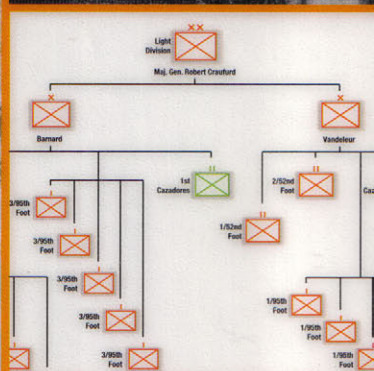 Light
Division
Maj. Gen. Robert Craufurd
Barnard
Vandeleur
1st
Cazadores
2/52nd
Foot
Caz
3/95th
Foot
1/52nd
Foot
3/95th
Foot
3/95th
Foot
1/95th
Foot
3/95th
Foot
1/95th
Foot
3/95th
Foot
1/95th
Foot